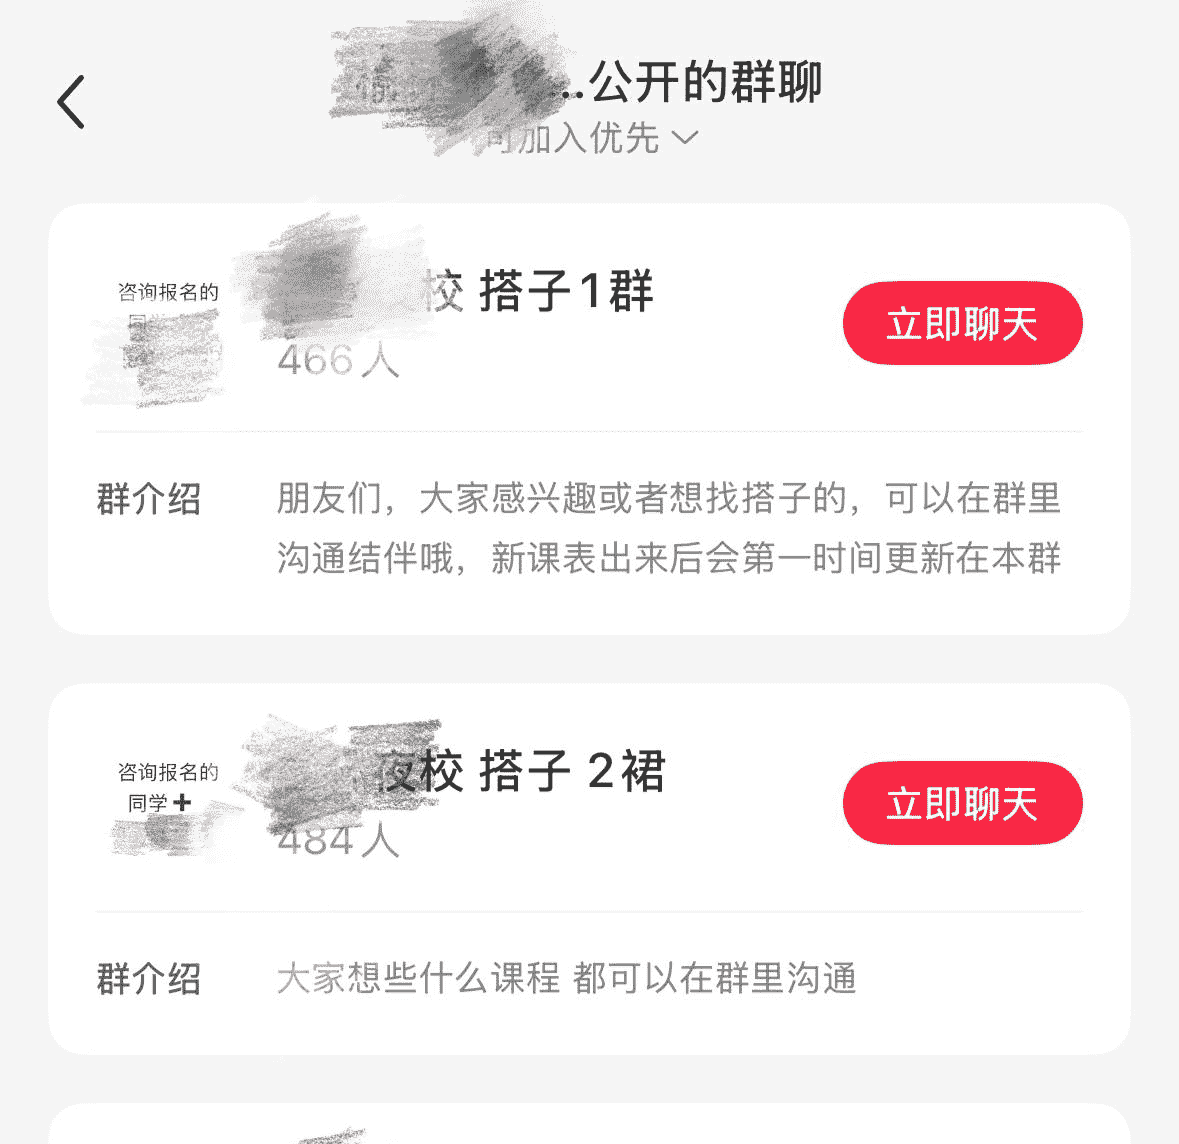 ...公开的群聊
可加入优先
咨询报名的
同学
校 搭子1群
466人
立即聊天
群介绍
朋友们，大家感兴趣或者想找搭子的，可以在群里
沟通结伴哦，新课表出来后会第一时间更新在本群
咨询报名的
同学+
夜校 搭子 2裙
484人
立即聊天
群介绍
大家想些什么课程 都可以在群里沟通